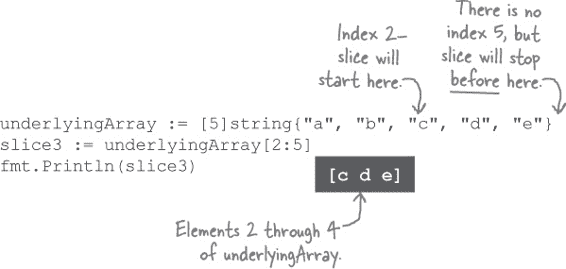 There is no
index 5, but
slice will stop
before here.
Index 2–
slice will
start here.
underlyingArray := [5]string{"a", "b", "c", "d", "e"}
slice3 := underlyingArray[2:5]
fmt.Println(slice3)
[c d e]
Elements 2 through 4
of underlyingArray.